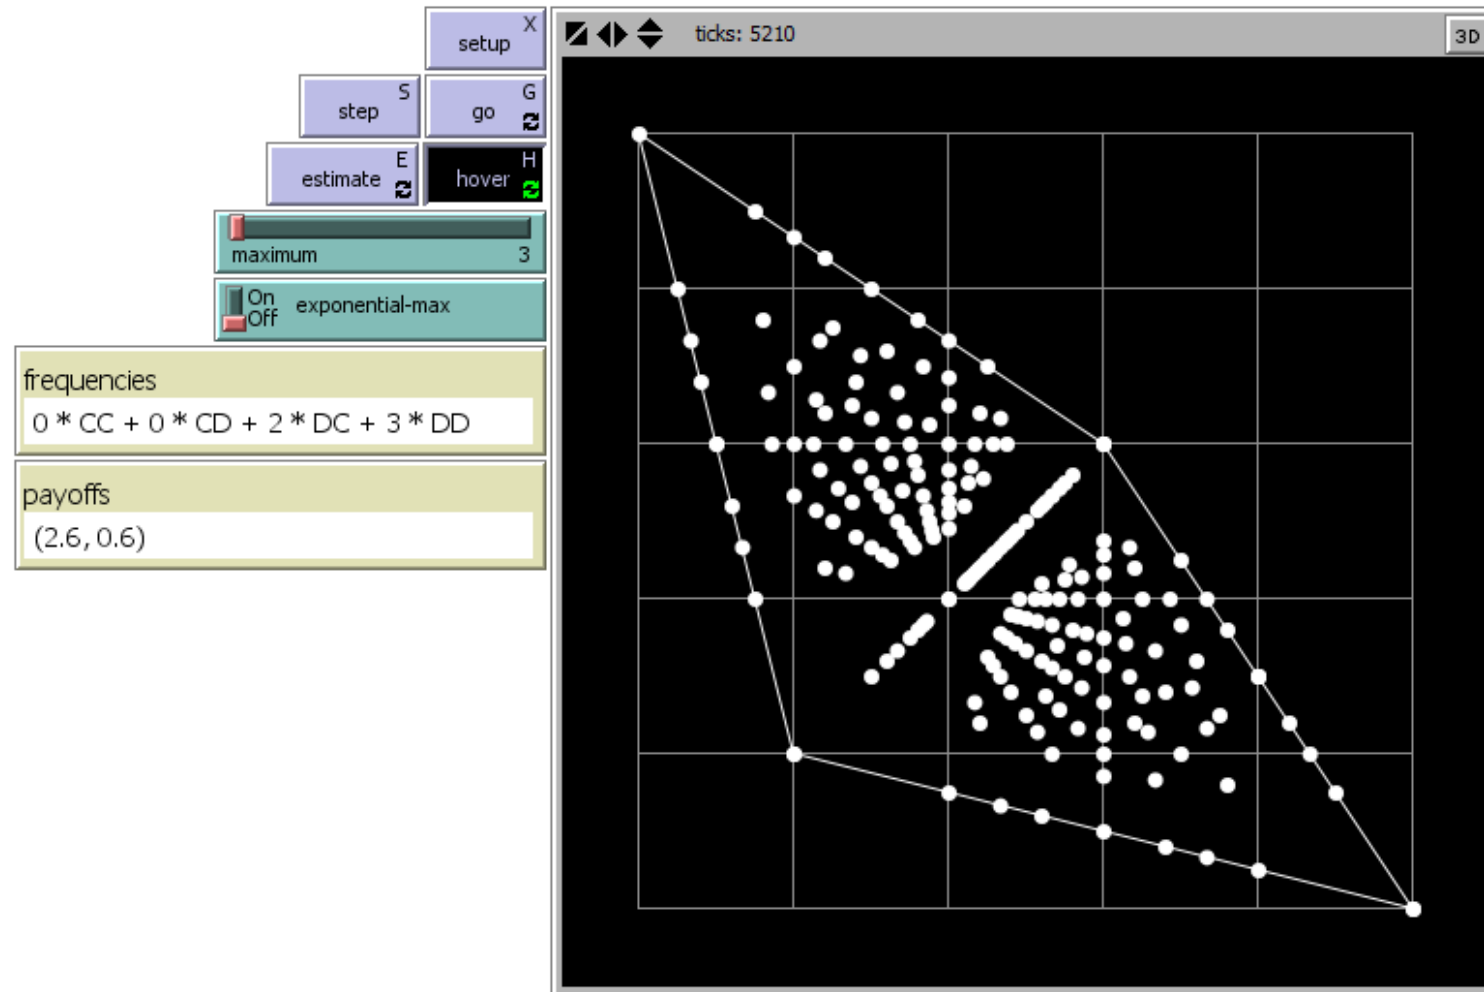 X
setup
S
step
G
go
E
estimate
H
hover
maximum 3
On
Off
exponential-max
frequencies
0 * CC + 0 * CD + 2 * DC + 3 * DD
payoffs
(2.6, 0.6)
ticks: 5210
3D